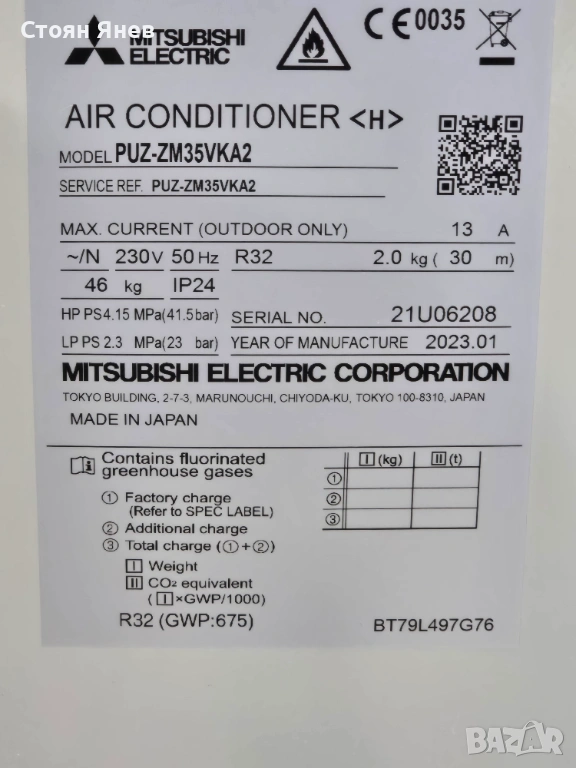 Стоян Янев
MITSUBISHI
ELECTRIC
CE 0035
AIR CONDITIONER <H>
MODEL PUZ-ZM35VKA2
SERVICE REF. PUZ-ZM35VKA2
MAX. CURRENT (OUTDOOR ONLY) 13 A
~/N 230V 50 Hz R32 2.0 kg ( 30 m)
46 kg IP24
HP PS4.15 MPa(41.5bar) SERIAL NO. 21U06208
LP PS 2.3 MPa(23 bar) YEAR OF MANUFACTURE 2023.01
MITSUBISHI ELECTRIC CORPORATION
TOKYO BUILDING, 2-7-3, MARUNOUCHI, CHIYODA-KU, TOKYO 100-8310, JAPAN
MADE IN JAPAN
Contains fluorinated
greenhouse gases
I (kg) II (t)
① Factory charge
(Refer to SPEC LABEL)
② Additional charge
③ Total charge (①+②)
①
②
③
I Weight
II CO₂ equivalent
(I×GWP/1000)
R32 (GWP:675)
BT79L497G76
BAZAR